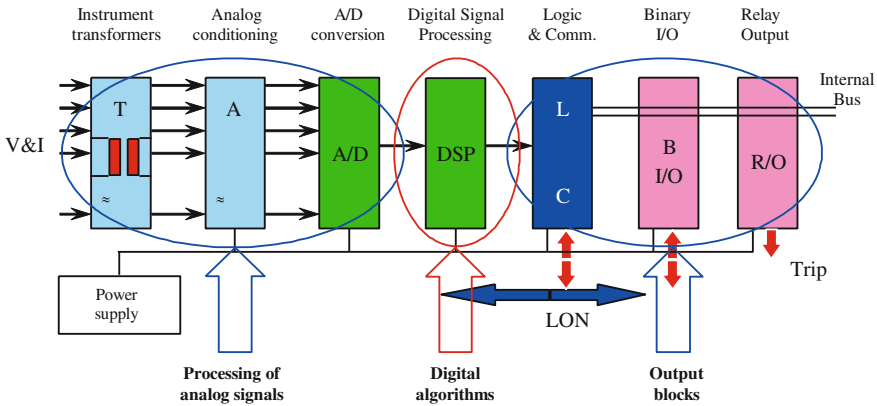 Instrument
transformers
Analog
conditioning
A/D
conversion
Digital Signal
Processing
Logic
& Comm.
Binary
I/O
Relay
Output
Internal
Bus
V&I
T
≈
A
≈
A/D
DSP
L
C
B
I/O
R/O
Trip
Power
supply
LON
Processing of
analog signals
Digital
algorithms
Output
blocks